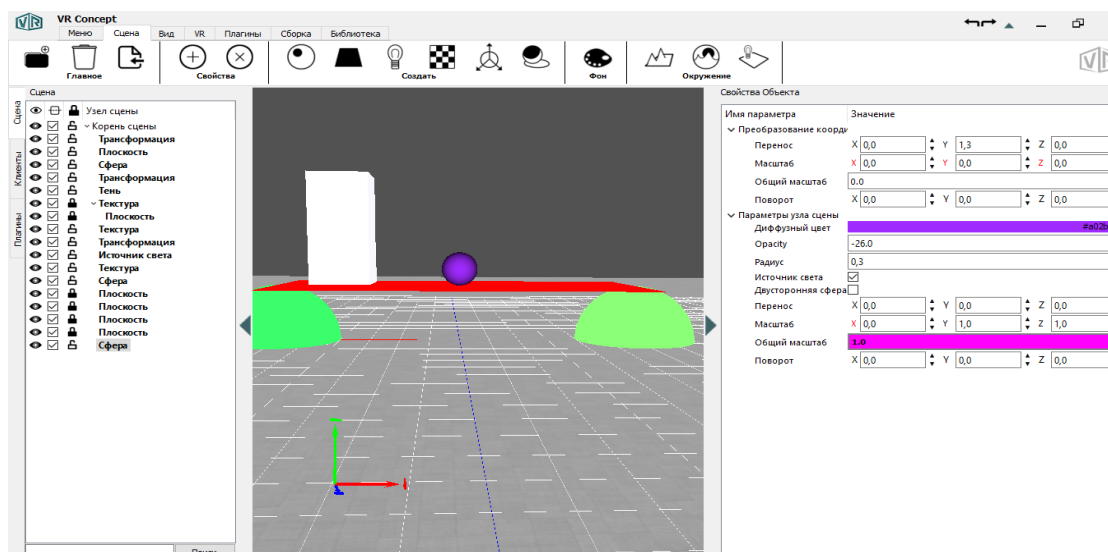 VR VR Concept
Меню Сцена Вид VR Плагины Сборка Библиотека
Главное Свойства Создать Фон Окружение
Сцена Свойства Объекта
Сцена
Клиенты
Плагины
Узел сцены
Корень сцены
Трансформация
Плоскость
Сфера
Трансформация
Тень
Текстура
Плоскость
Текстура
Трансформация
Источник света
Текстура
Сфера
Плоскость
Плоскость
Плоскость
Плоскость
Сфера
Имя параметра Значение
Преобразование коорди
Перенос X 0,0 Y 1,3 Z 0,0
Масштаб X 0,0 Y 0,0 Z 0,0
Общий масштаб 0.0
Поворот X 0,0 Y 0,0 Z 0,0
Параметры узла сцены
Диффузный цвет #a02b
Opacity -26.0
Радиус 0,3
Источник света
Двусторонняя сфера
Перенос X 0,0 Y 0,0 Z 0,0
Масштаб X 0,0 Y 1,0 Z 1,0
Общий масштаб 1.0
Поворот X 0,0 Y 0,0 Z 0,0